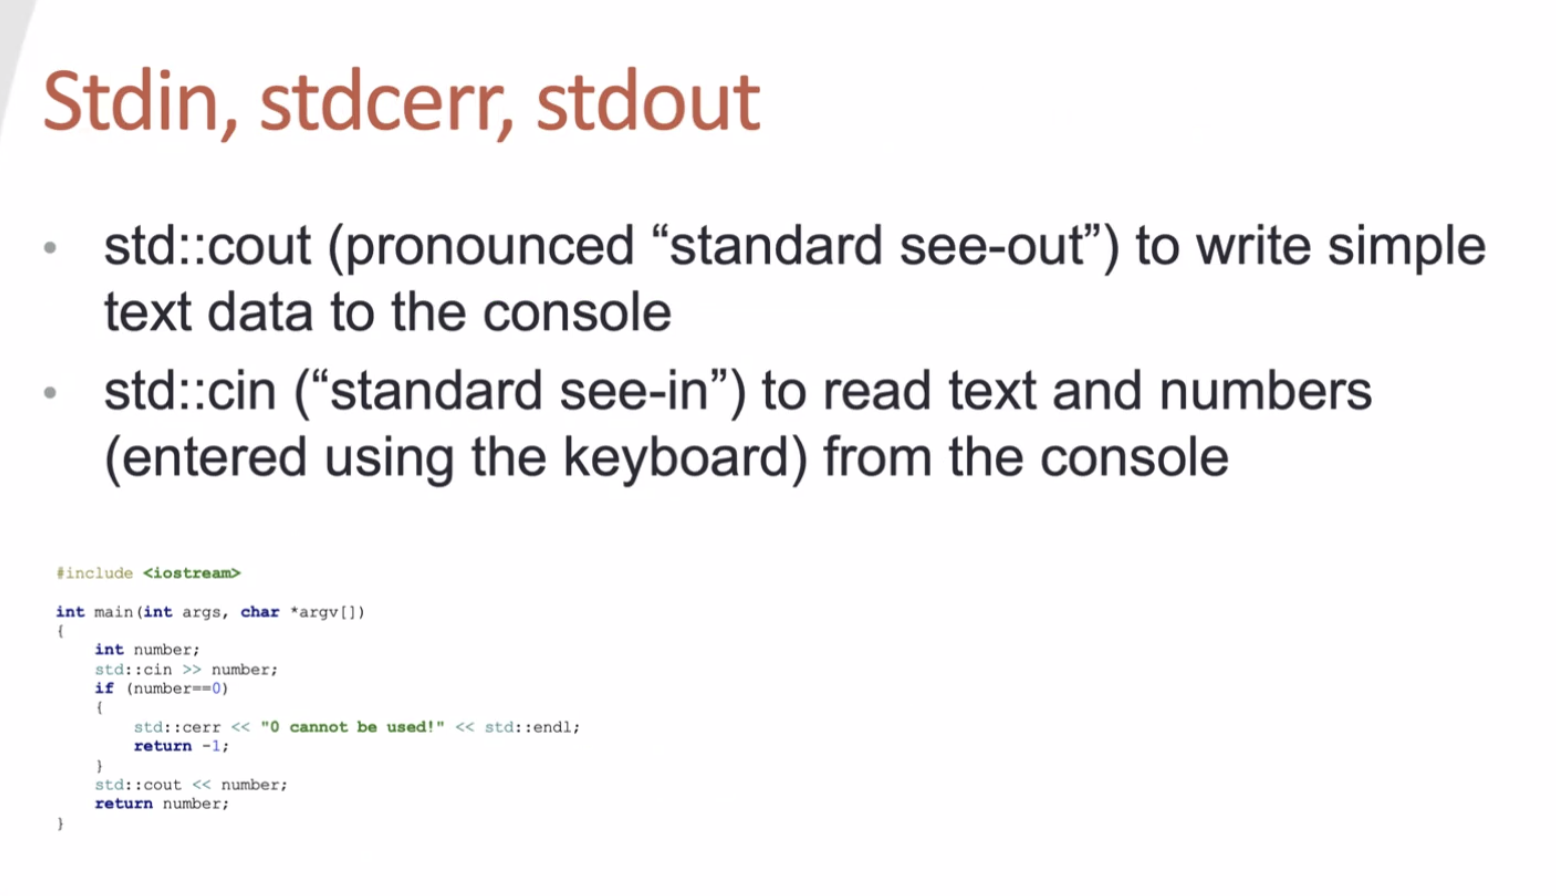 Stdin, stdcerr, stdout
• std::cout (pronounced “standard see-out”) to write simple
text data to the console
• std::cin (“standard see-in”) to read text and numbers
(entered using the keyboard) from the console
#include <iostream>
int main(int args, char *argv[])
{
    int number;
    std::cin >> number;
    if (number==0)
    {
        std::cerr << "0 cannot be used!" << std::endl;
        return -1;
    }
    std::cout << number;
    return number;
}